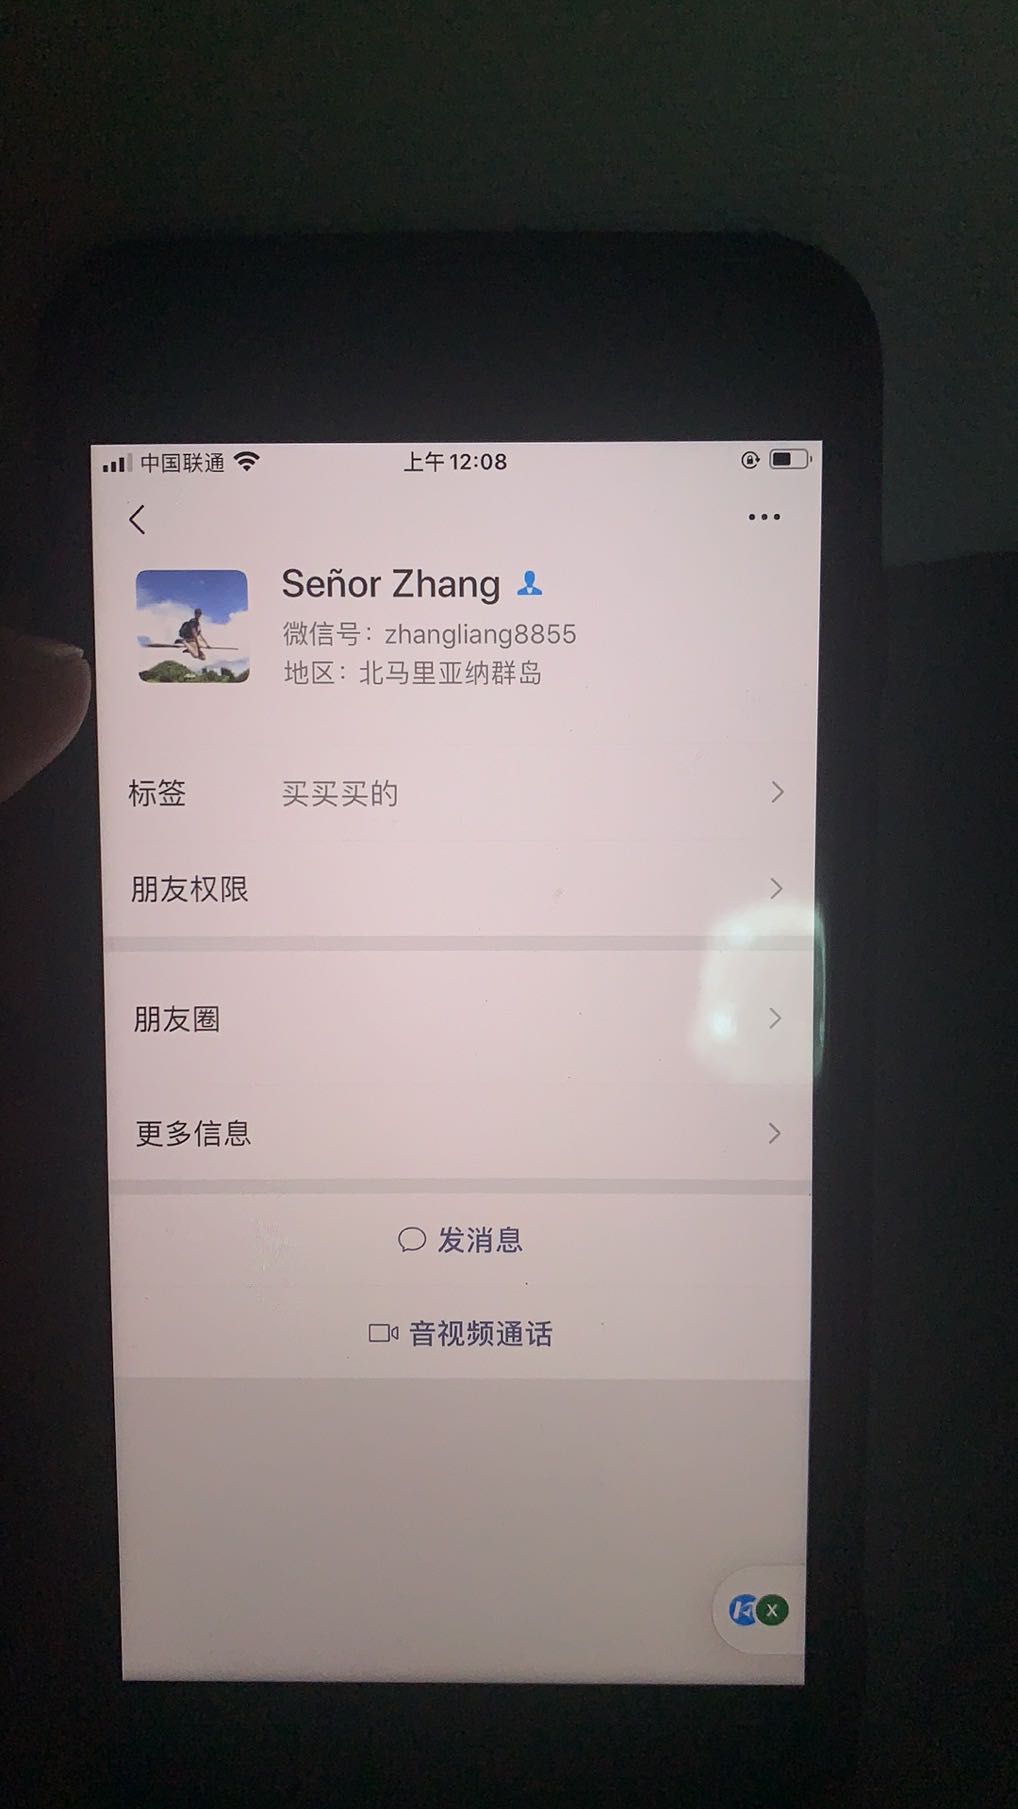 中国联通
上午12:08
Señor Zhang
微信号：zhangliang8855
地区：北马里亚纳群岛
标签 买买买的
朋友权限
朋友圈
更多信息
发消息
音视频通话
X